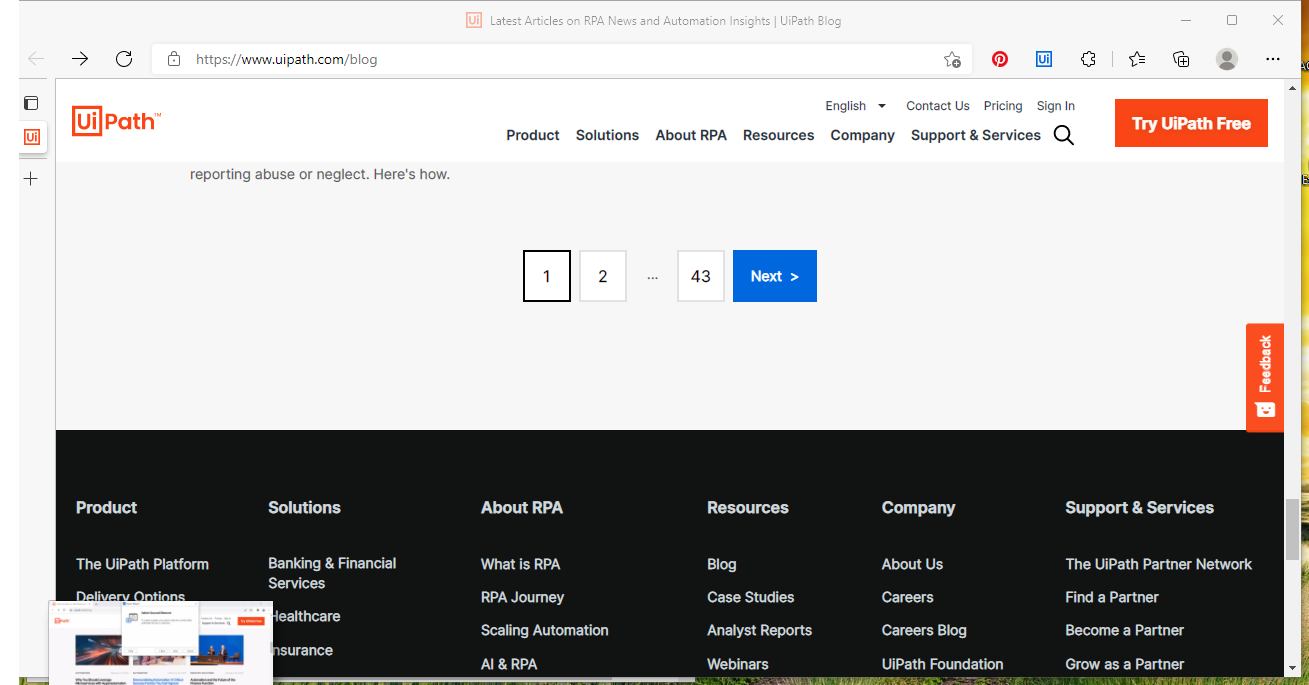 Ui Latest Articles on RPA News and Automation Insights | UiPath Blog
https://www.uipath.com/blog
Ui
Ui
UiPath™
English Contact Us Pricing Sign In
Product Solutions About RPA Resources Company Support & Services
Try UiPath Free
reporting abuse or neglect. Here's how.
1 2 ... 43 Next >
Feedback
Product
The UiPath Platform
Delivery Options
Solutions
Banking & Financial
Services
Healthcare
Insurance
About RPA
What is RPA
RPA Journey
Scaling Automation
AI & RPA
Resources
Blog
Case Studies
Analyst Reports
Webinars
Company
About Us
Careers
Careers Blog
UiPath Foundation
Support & Services
The UiPath Partner Network
Find a Partner
Become a Partner
Grow as a Partner